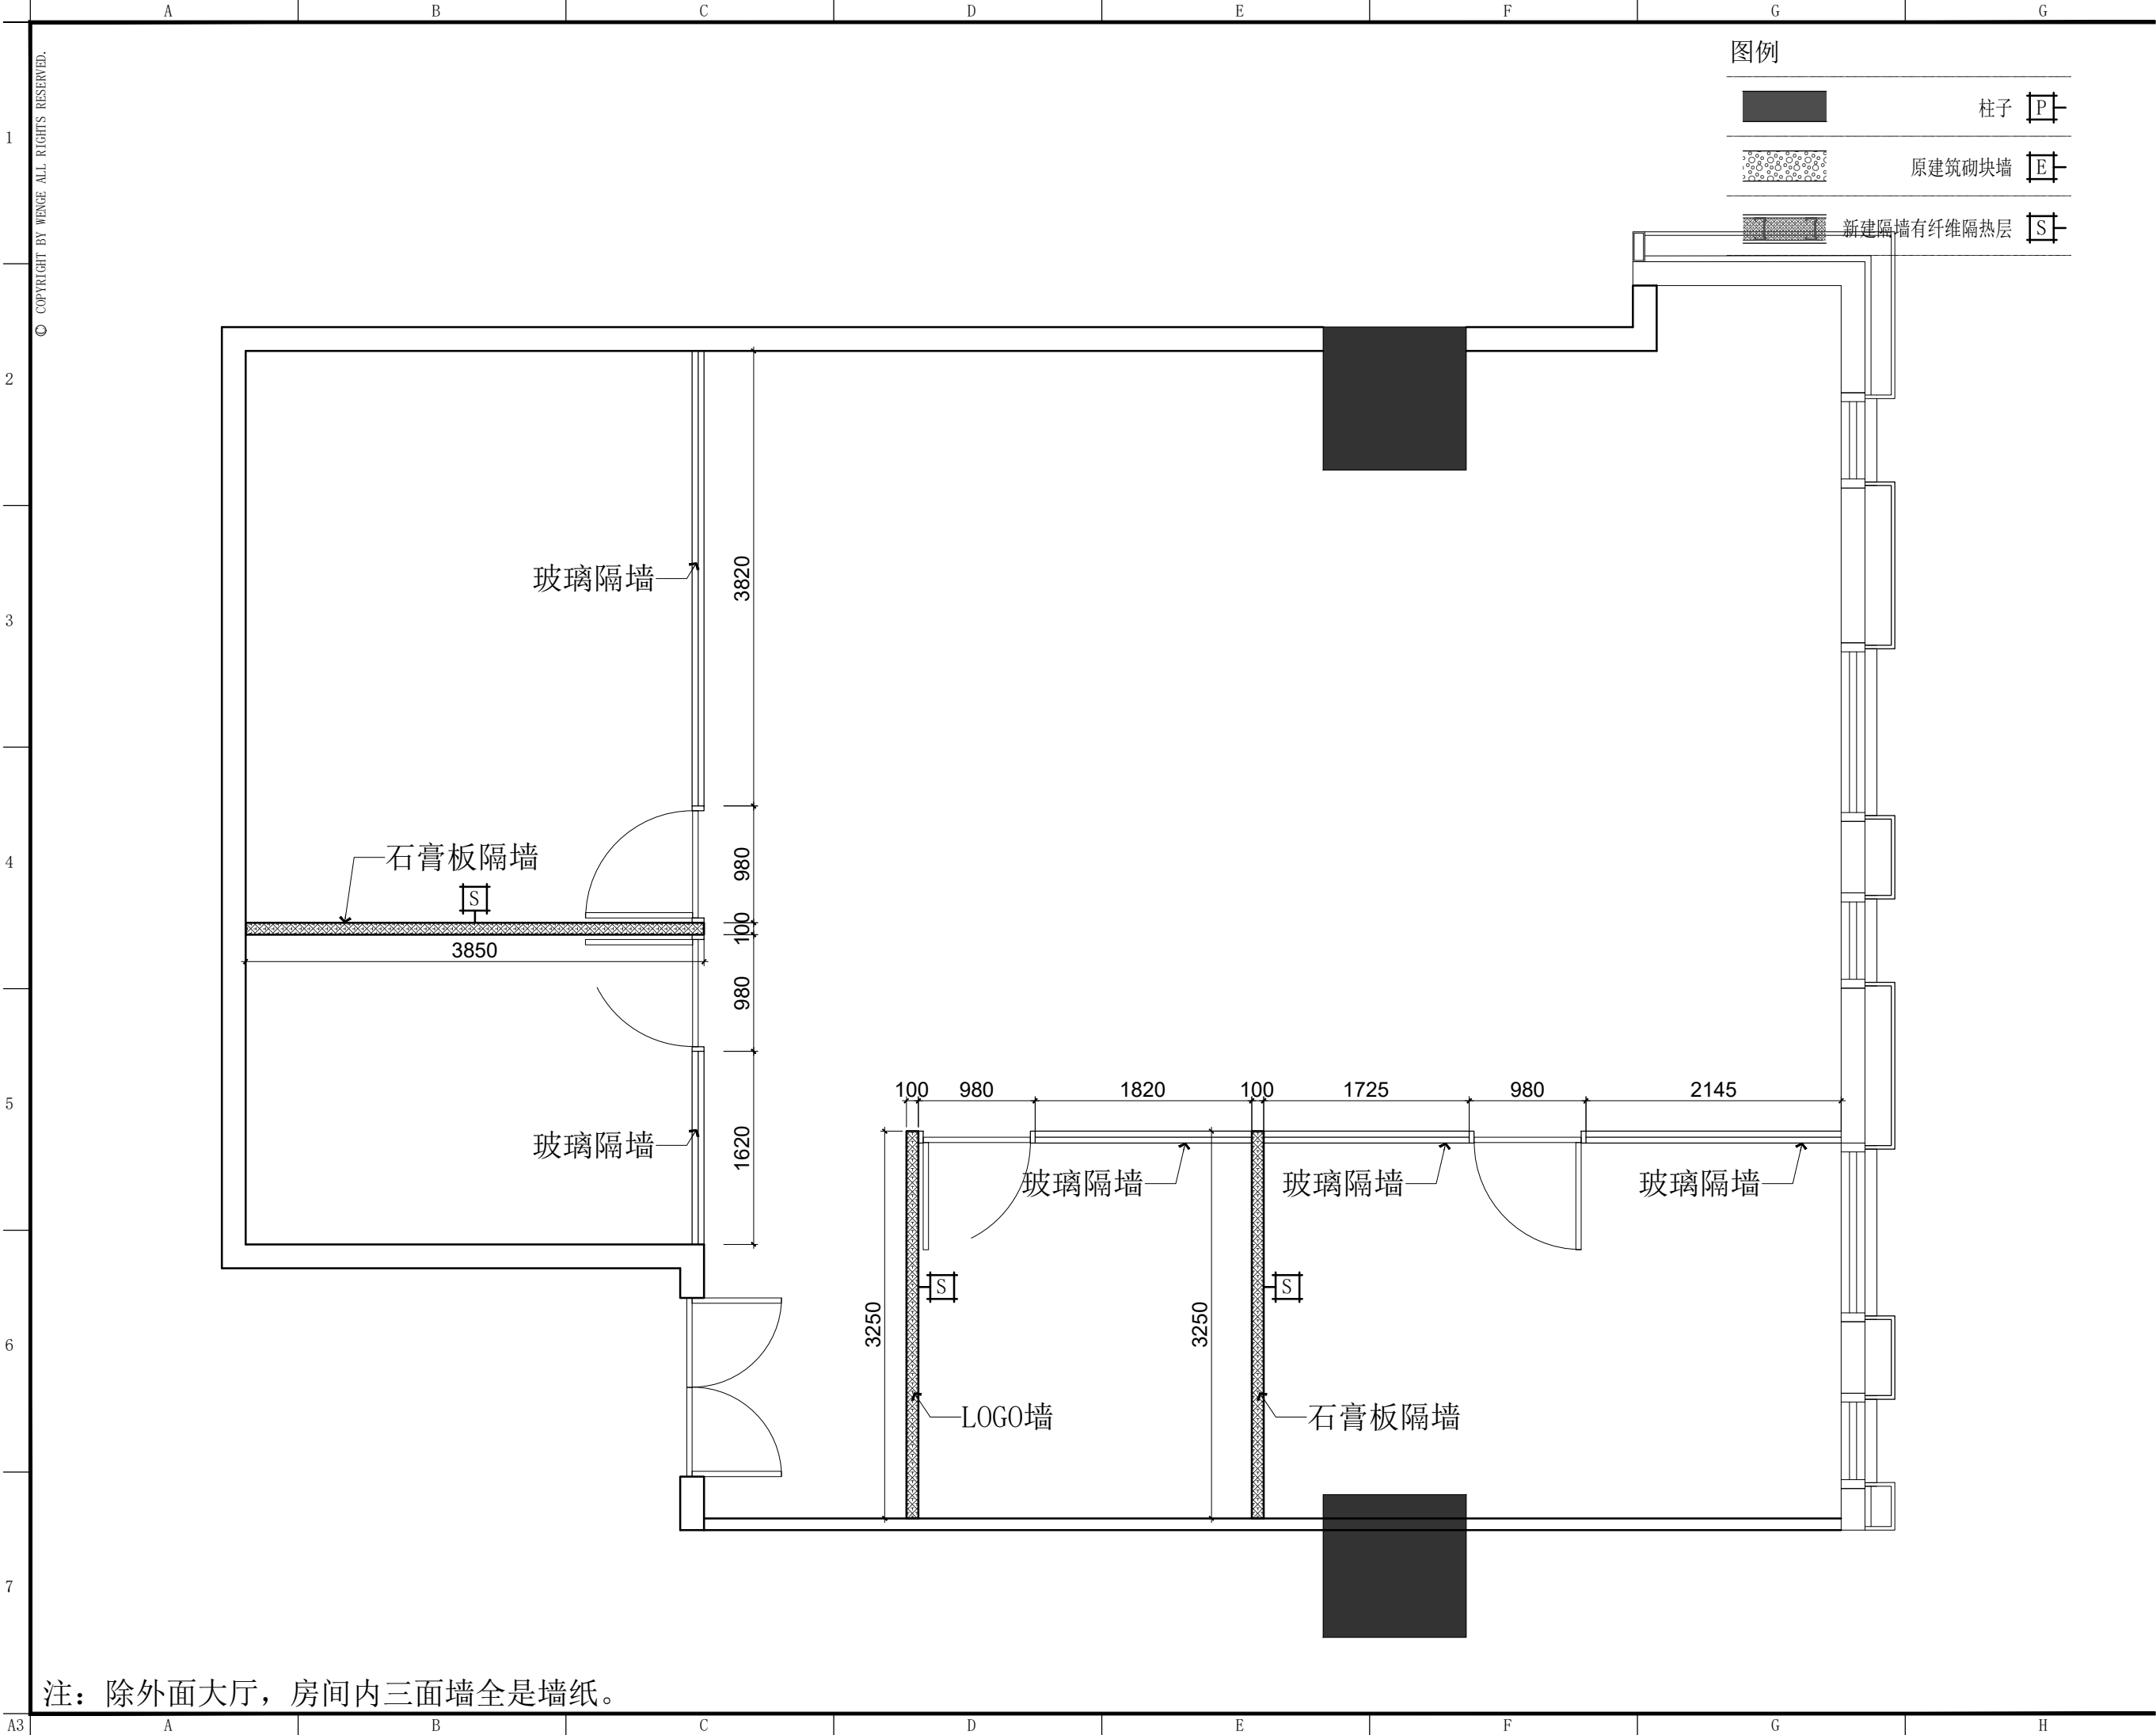 A B C D E F G G
© COPYRIGHT BY WENGE ALL RIGHTS RESERVED.
图例
柱子 P
原建筑砌块墙 E
新建隔墙有纤维隔热层 S
1
2
3
4
5
6
7
玻璃隔墙
3820
石膏板隔墙
S
980
100
3850
980
玻璃隔墙
1620
100 980 1820 100 1725 980 2145
玻璃隔墙 玻璃隔墙 玻璃隔墙
S S
3250 3250
LOGO墙 石膏板隔墙
注：除外面大厅，房间内三面墙全是墙纸。
A3 A B C D E F G H